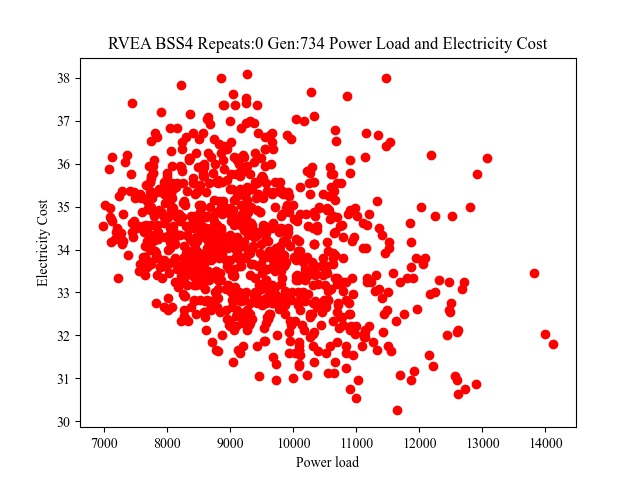 RVEA BSS4 Repeats:0 Gen:734 Power Load and Electricity Cost
38
37
36
35
34
33
32
31
30
Electricity Cost
7000 8000 9000 10000 11000 12000 13000 14000
Power load